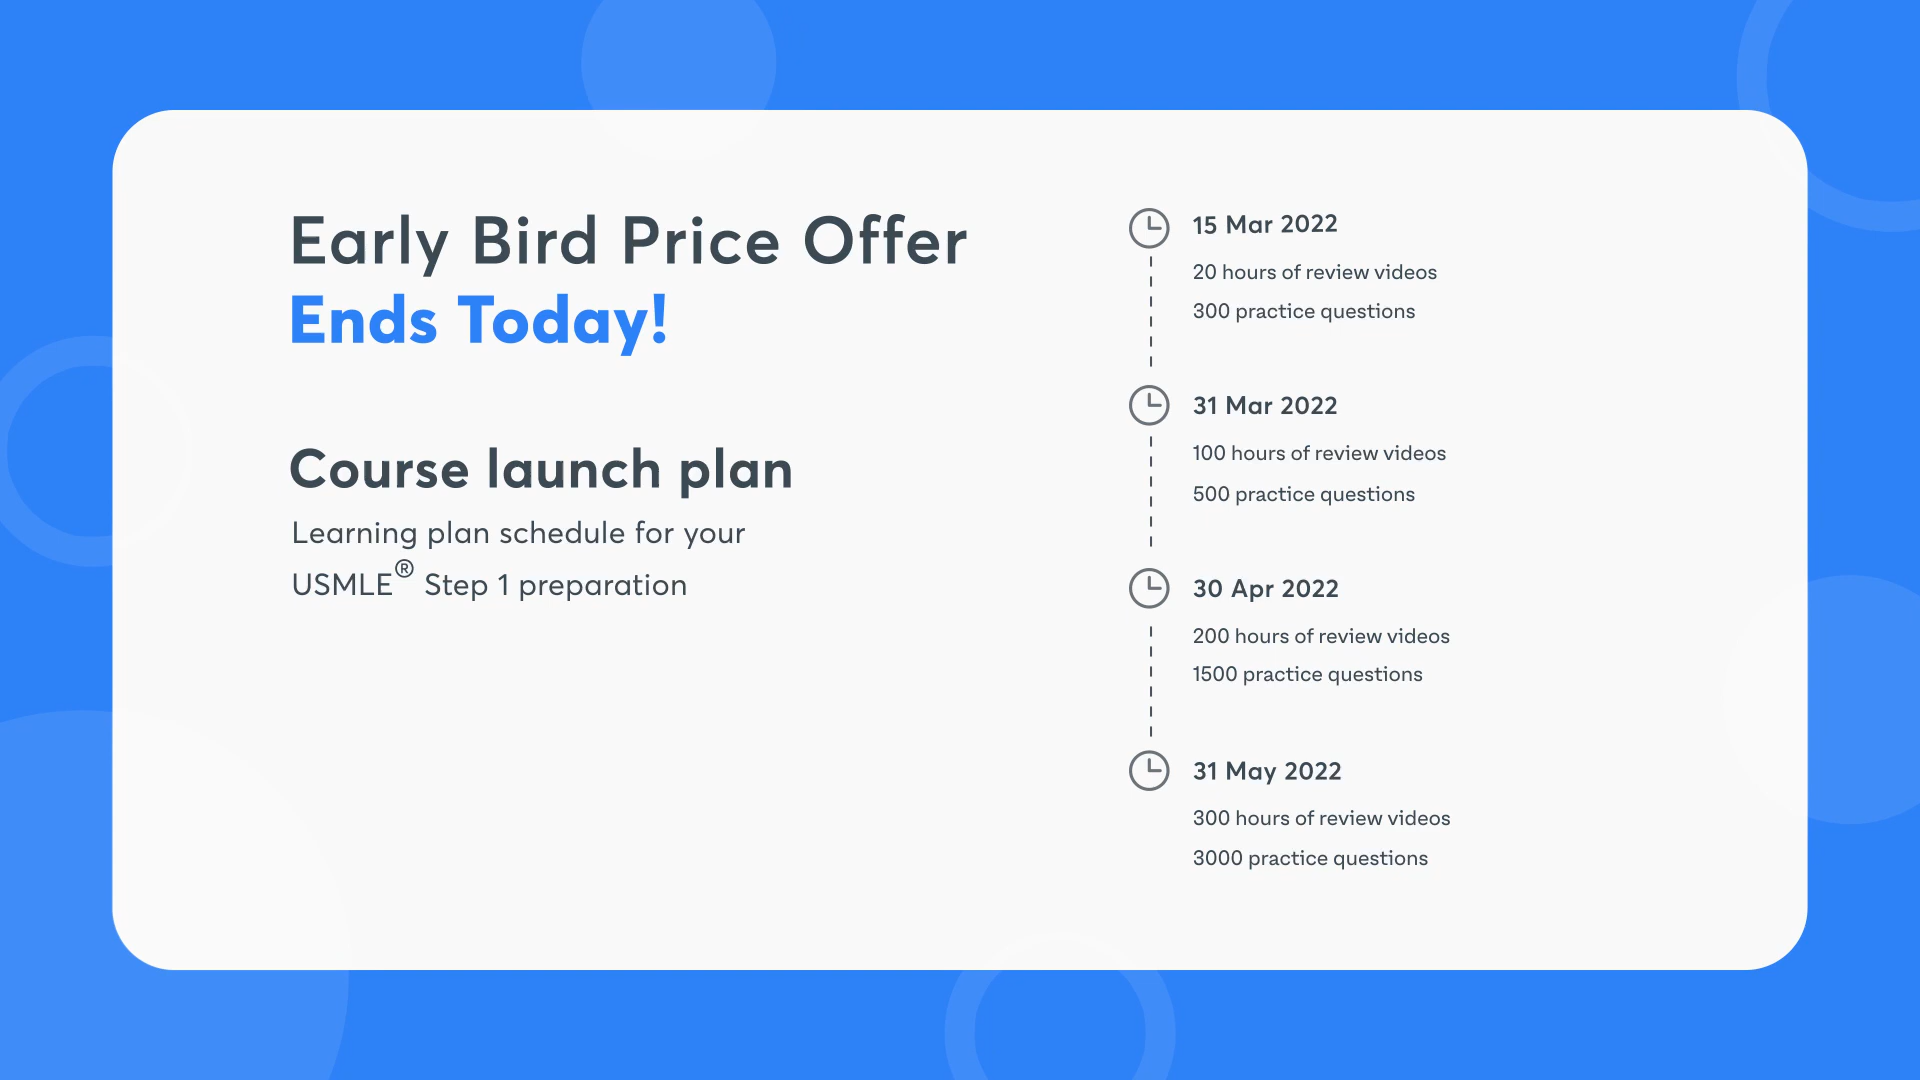 Early Bird Price Offer
Ends Today!
Course launch plan
Learning plan schedule for your
USMLE® Step 1 preparation
15 Mar 2022
20 hours of review videos
300 practice questions
31 Mar 2022
100 hours of review videos
500 practice questions
30 Apr 2022
200 hours of review videos
1500 practice questions
31 May 2022
300 hours of review videos
3000 practice questions